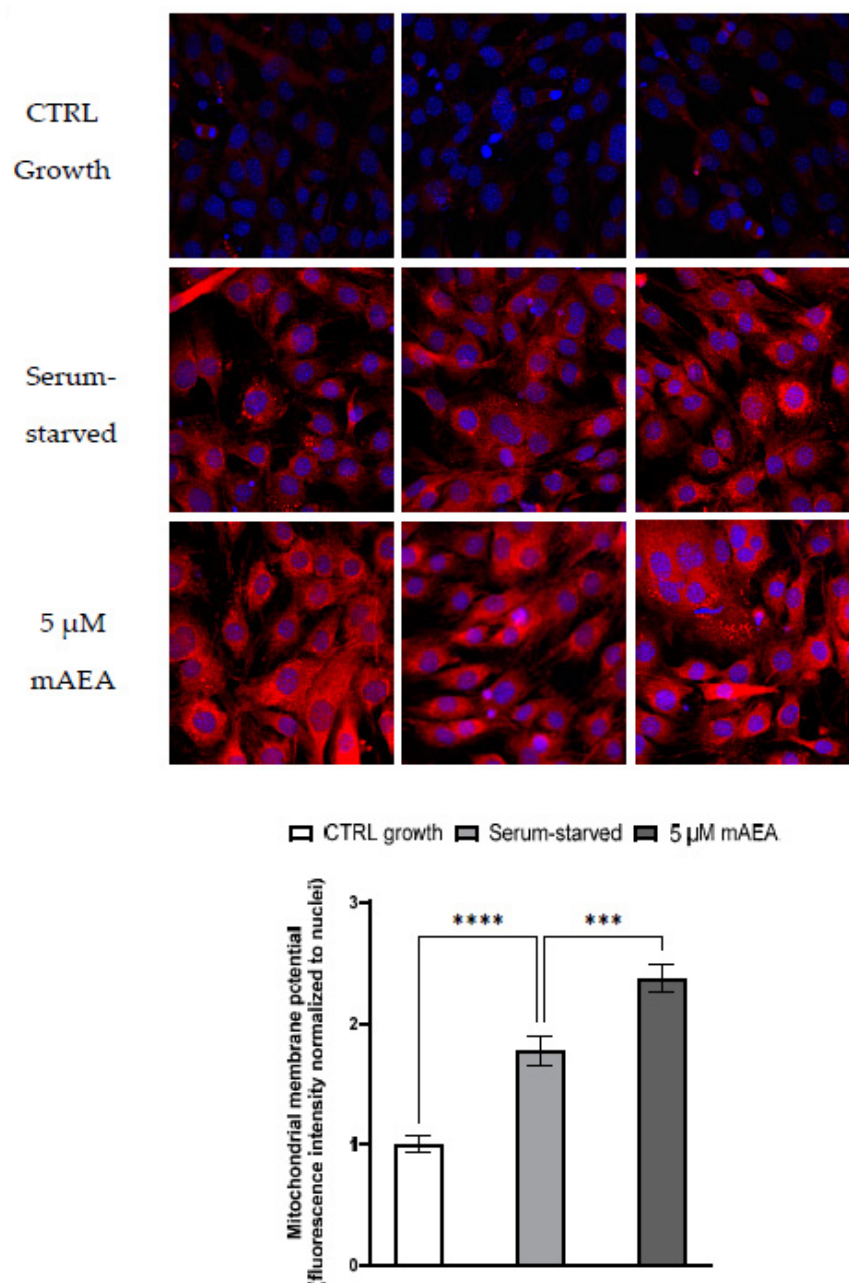 CTRL
Growth
Serum-
starved
5 μM
mAEA
CTRL growth Serum-starved 5 μM mAEA
Mitochondrial membrane potential
(fluorescence intensity normalized to nuclei)
3
2
1
0
**** ***